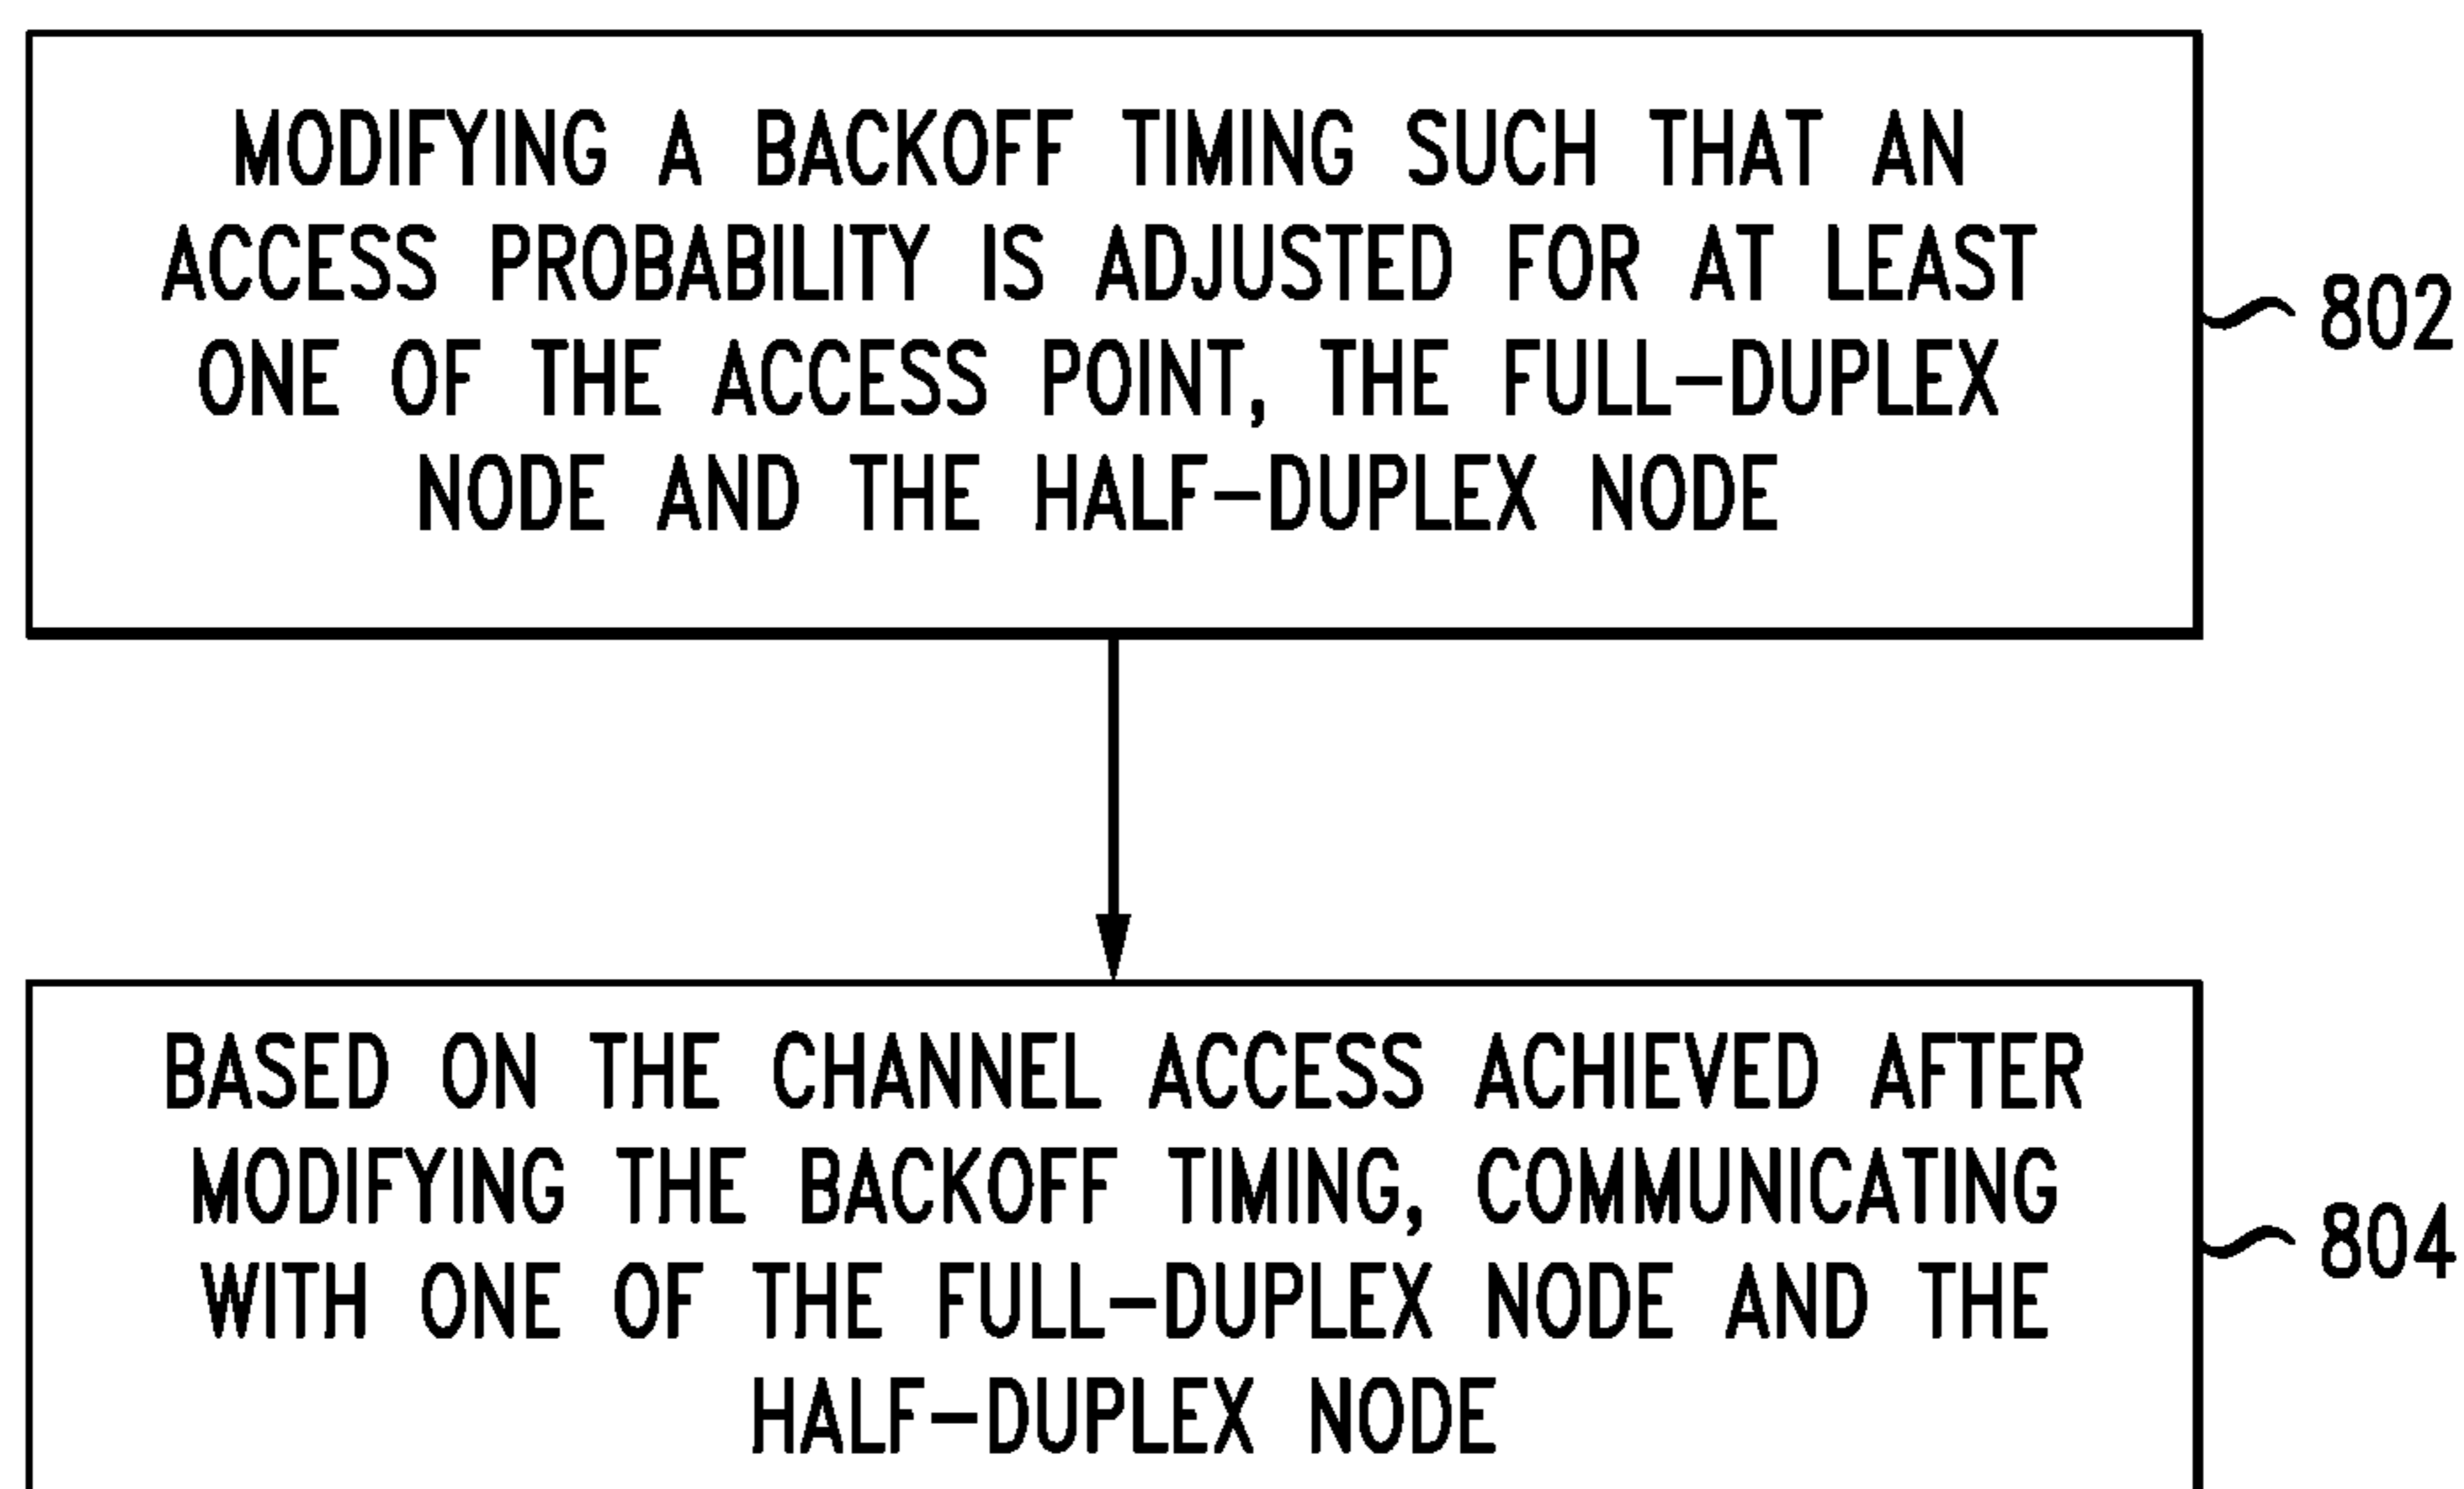 MODIFYING A BACKOFF TIMING SUCH THAT AN
ACCESS PROBABILITY IS ADJUSTED FOR AT LEAST
ONE OF THE ACCESS POINT, THE FULL-DUPLEX
NODE AND THE HALF-DUPLEX NODE
802
BASED ON THE CHANNEL ACCESS ACHIEVED AFTER
MODIFYING THE BACKOFF TIMING, COMMUNICATING
WITH ONE OF THE FULL-DUPLEX NODE AND THE
HALF-DUPLEX NODE
804